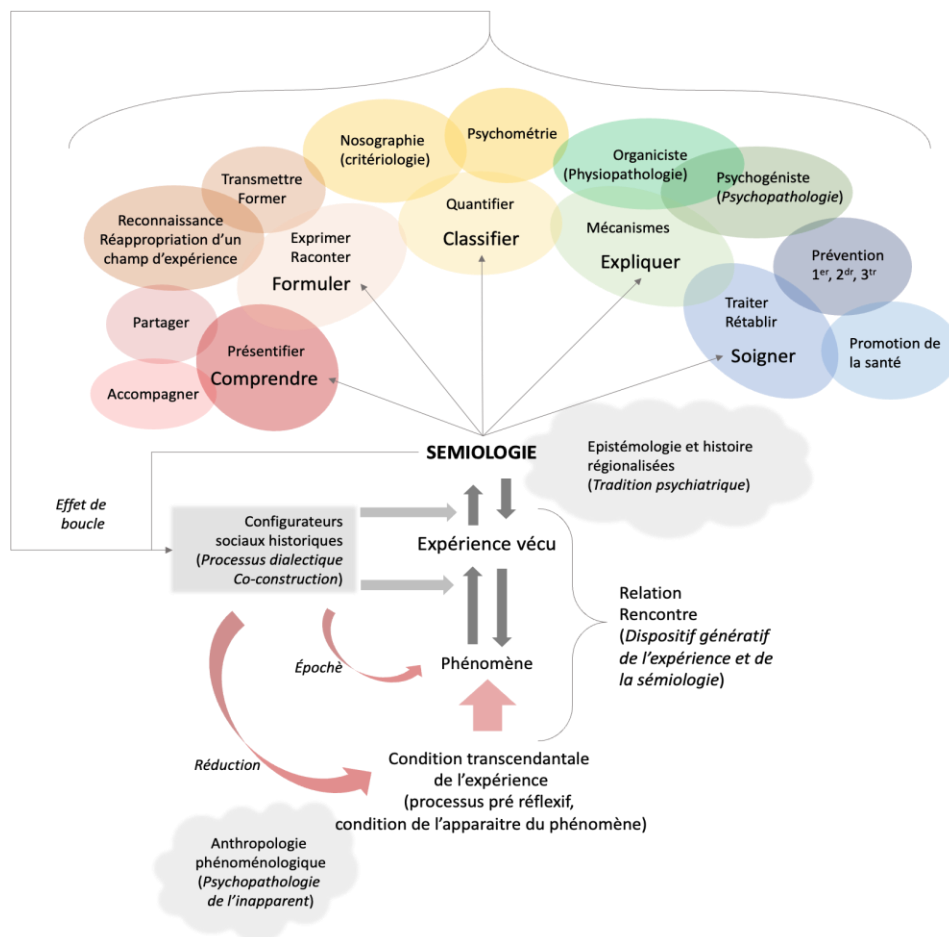 Nosographie
(critériologie)
Psychométrie
Organiciste
(Physiopathologie)
Psychogéniste
(Psychopathologie)
Transmettre
Former
Reconnaissance
Réappropriation d'un
champ d'expérience
Exprimer
Raconter
Formuler
Quantifier
Classifier
Mécanismes
Expliquer
Prévention
1er, 2dr, 3tr
Traiter
Rétablir
Soigner
Promotion de
la santé
Partager
Présentifier
Comprendre
Accompagner
SEMIOLOGIE
Epistémologie et histoire
régionalisées
(Tradition psychiatrique)
Effet de
boucle
Configurateurs
sociaux historiques
(Processus dialectique
Co-construction)
Expérience vécu
Relation
Rencontre
(Dispositif génératif
de l'expérience et de
la sémiologie)
Épochè
Phénomène
Réduction
Condition transcendantale
de l'expérience
(processus pré réflexif,
condition de l'apparaitre du phénomène)
Anthropologie
phénoménologique
(Psychopathologie
de l'inapparent)